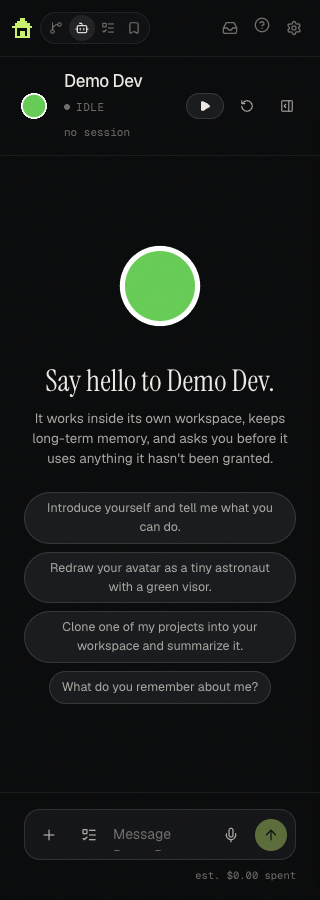 Demo Dev
IDLE
no session
Say hello to Demo Dev.
It works inside its own workspace, keeps
long-term memory, and asks you before it
uses anything it hasn't been granted.
Introduce yourself and tell me what you
can do.
Redraw your avatar as a tiny astronaut
with a green visor.
Clone one of my projects into your
workspace and summarize it.
What do you remember about me?
Message
est. $0.00 spent